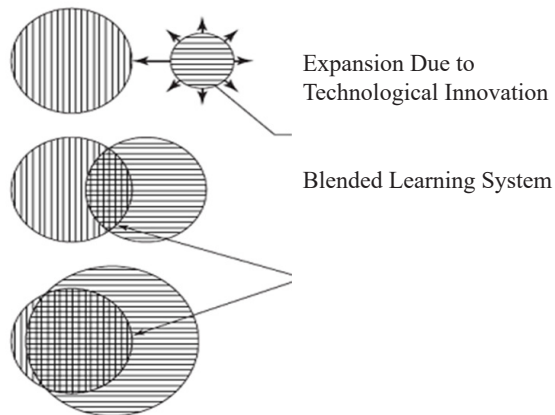 Expansion Due to
Technological Innovation
Blended Learning System